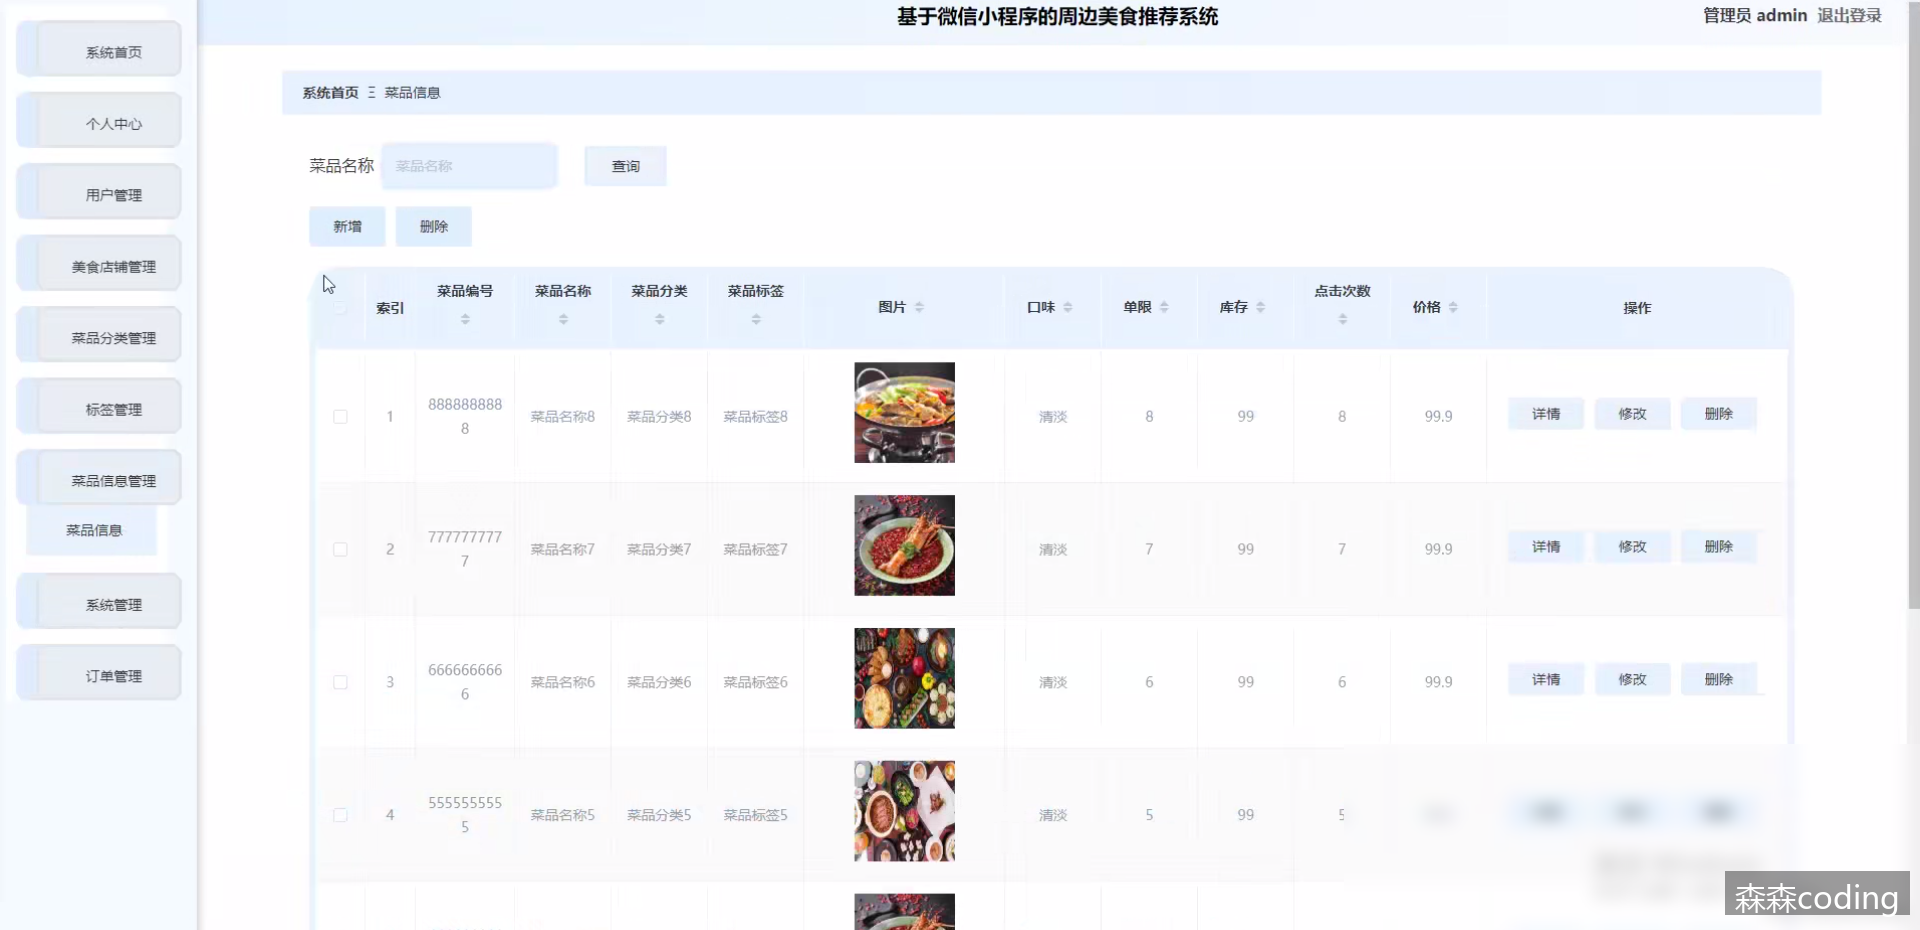 基于微信小程序的周边美食推荐系统
管理员 admin 退出登录
系统首页
个人中心
用户管理
美食店铺管理
菜品分类管理
标签管理
菜品信息管理
菜品信息
系统管理
订单管理
系统首页 Ξ 菜品信息
菜品名称 菜品名称 查询
新增 删除
索引 菜品编号 菜品名称 菜品分类 菜品标签 图片 口味 单限 库存 点击次数 价格 操作
1 888888888 菜品名称8 菜品分类8 菜品标签8 清淡 8 99 8 99.9 详情 修改 删除
8
2 777777777 菜品名称7 菜品分类7 菜品标签7 清淡 7 99 7 99.9 详情 修改 删除
7
3 666666666 菜品名称6 菜品分类6 菜品标签6 清淡 6 99 6 99.9 详情 修改 删除
6
4 555555555 菜品名称5 菜品分类5 菜品标签5 清淡 5 99 5
5
森森coding